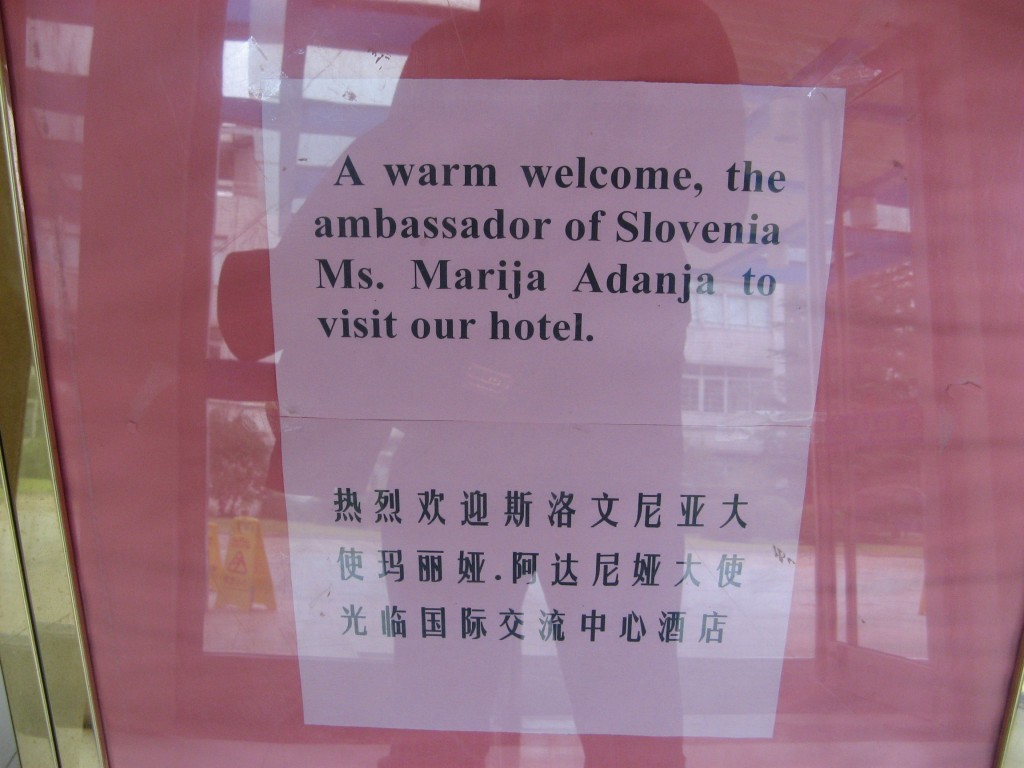 A warm welcome, the
ambassador of Slovenia
Ms. Marija Adanja to
visit our hotel.
热烈欢迎斯洛文尼亚大
使玛丽娅.阿达尼娅大使
光临国际交流中心酒店